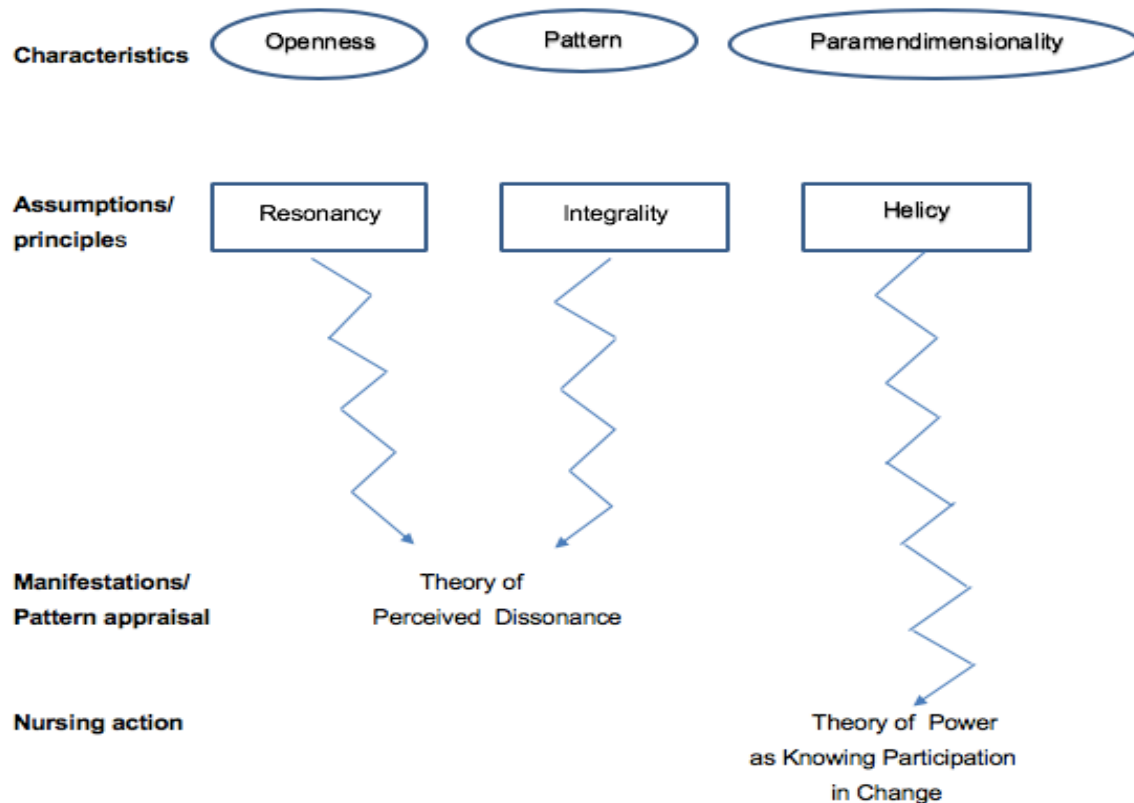 Characteristics
Openness
Pattern
Paramendimensionality
Assumptions/
principles
Resonancy
Integrality
Helicy
Manifestations/
Pattern appraisal
Theory of
Perceived Dissonance
Nursing action
Theory of Power
as Knowing Participation
in Change